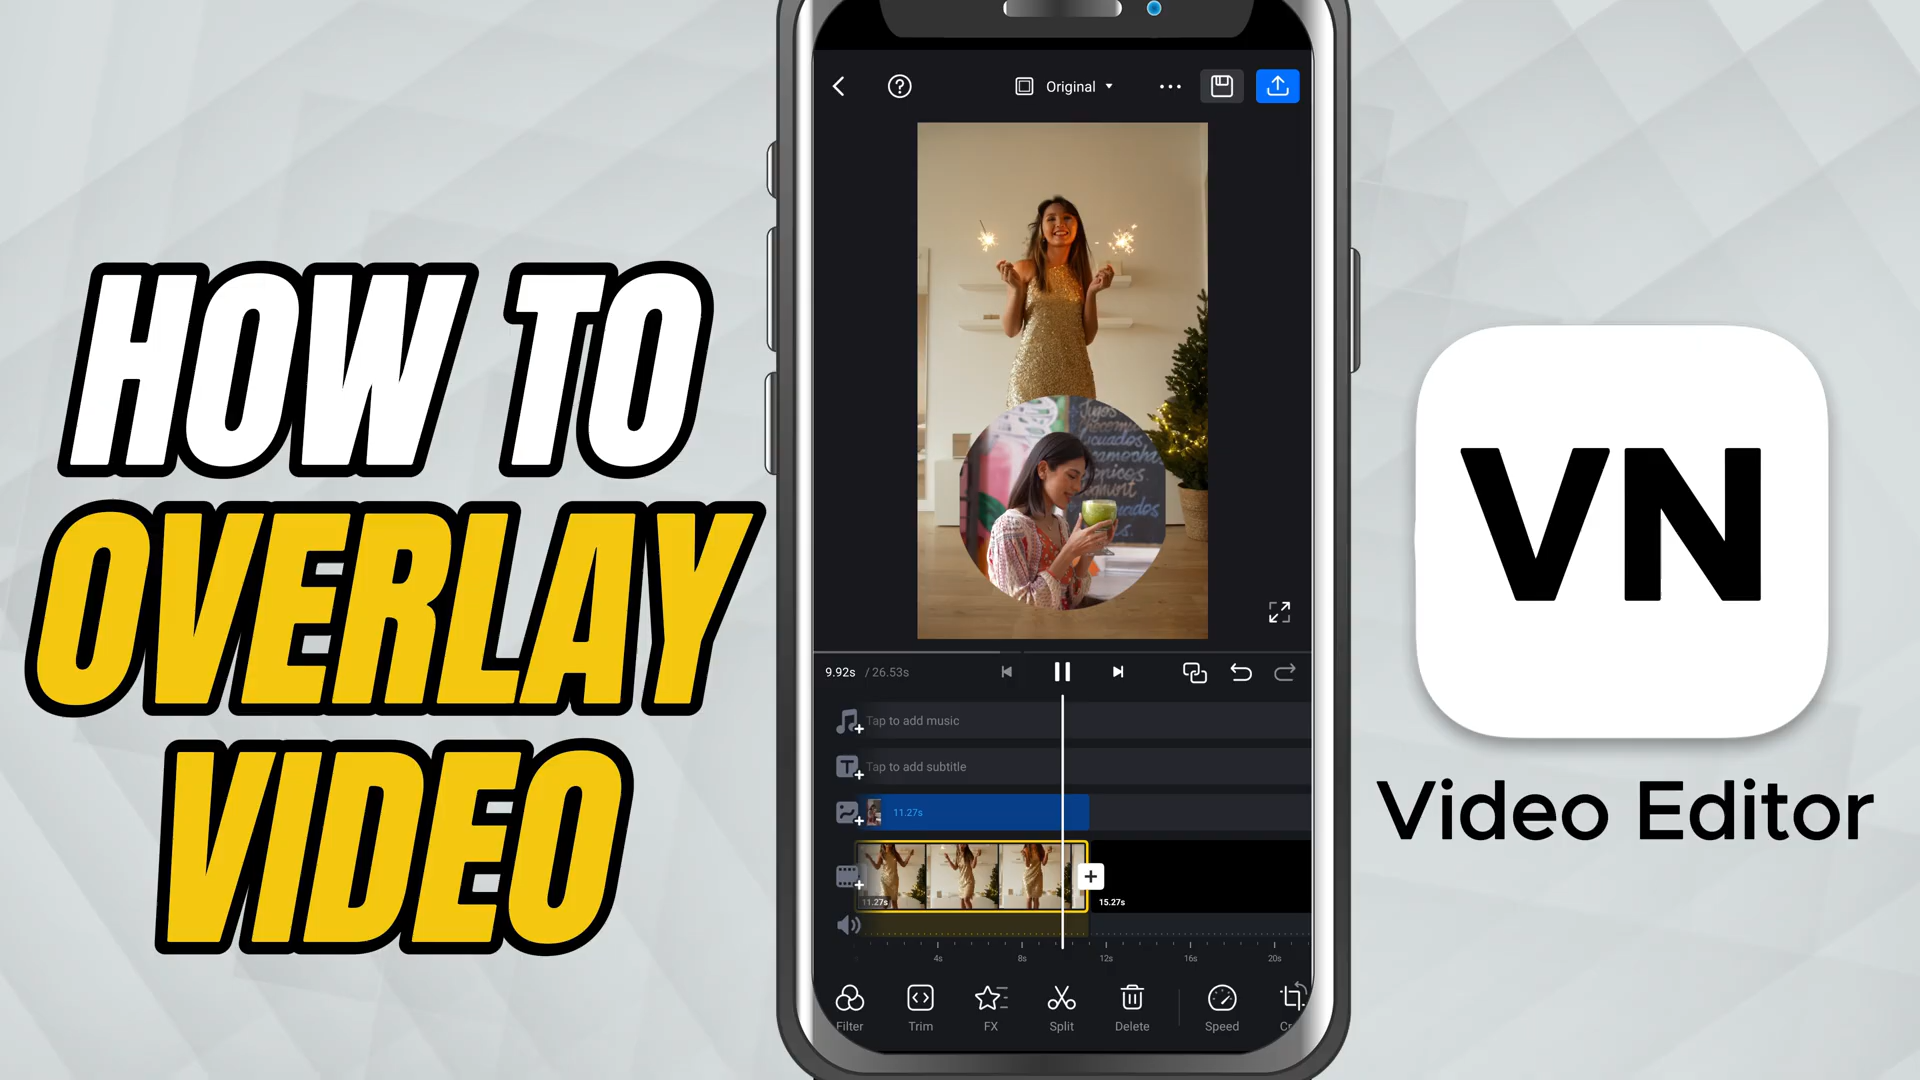 HOW TO
OVERLAY
VIDEO
Original
9.92s / 26.53s
Tap to add music
Tap to add subtitle
11.27s
11.27s
15.27s
4s 8s 12s 16s 20s
Filter Trim FX Split Delete Speed
VN
Video Editor